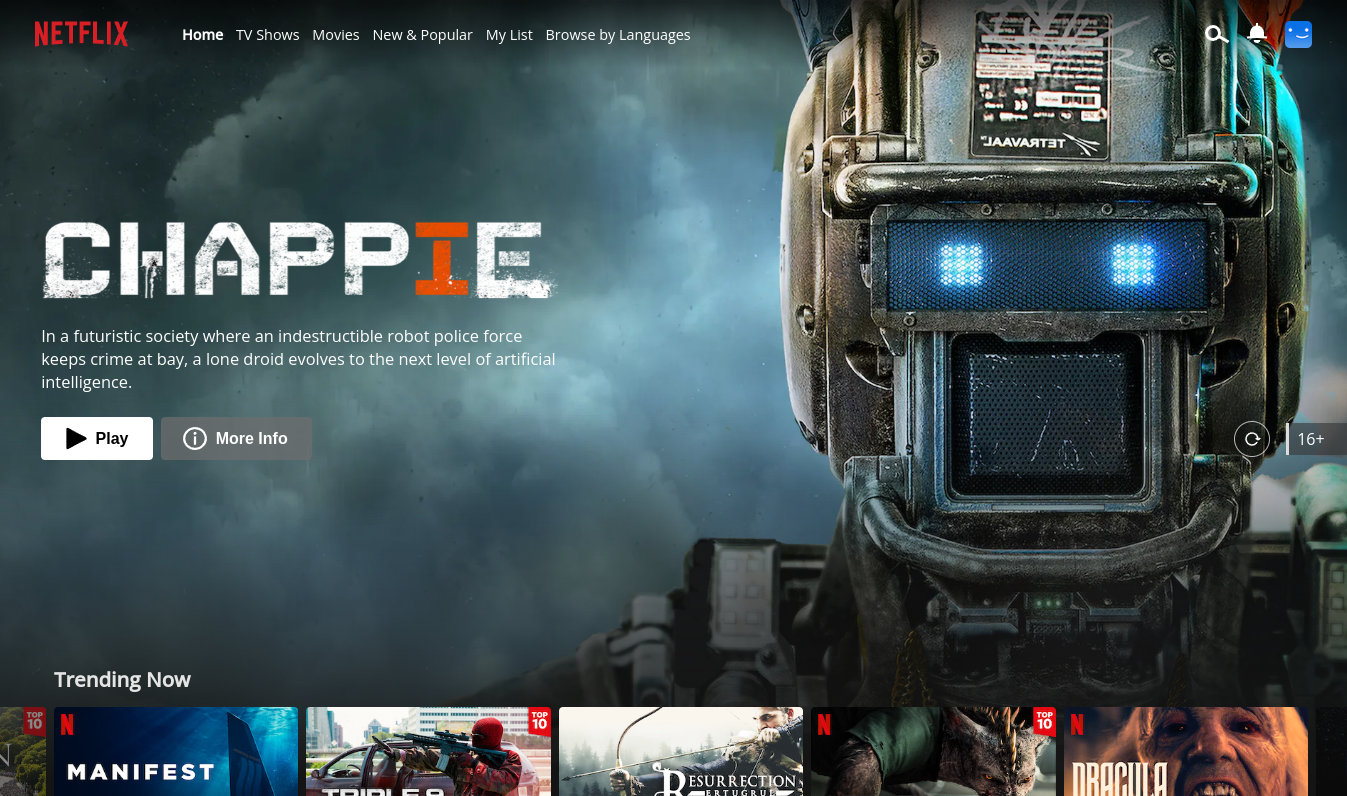 NETFLIX
Home TV Shows Movies New & Popular My List Browse by Languages
TETRAVAAL
CHAPPIE
In a futuristic society where an indestructible robot police force
keeps crime at bay, a lone droid evolves to the next level of artificial
intelligence.
Play More Info
16+
Trending Now
TOP
10
N
MANIFEST
TOP
10
TRIPLE 9
RESURRECTION
ERTUGRUL
N
TOP
10
N
DRACULA